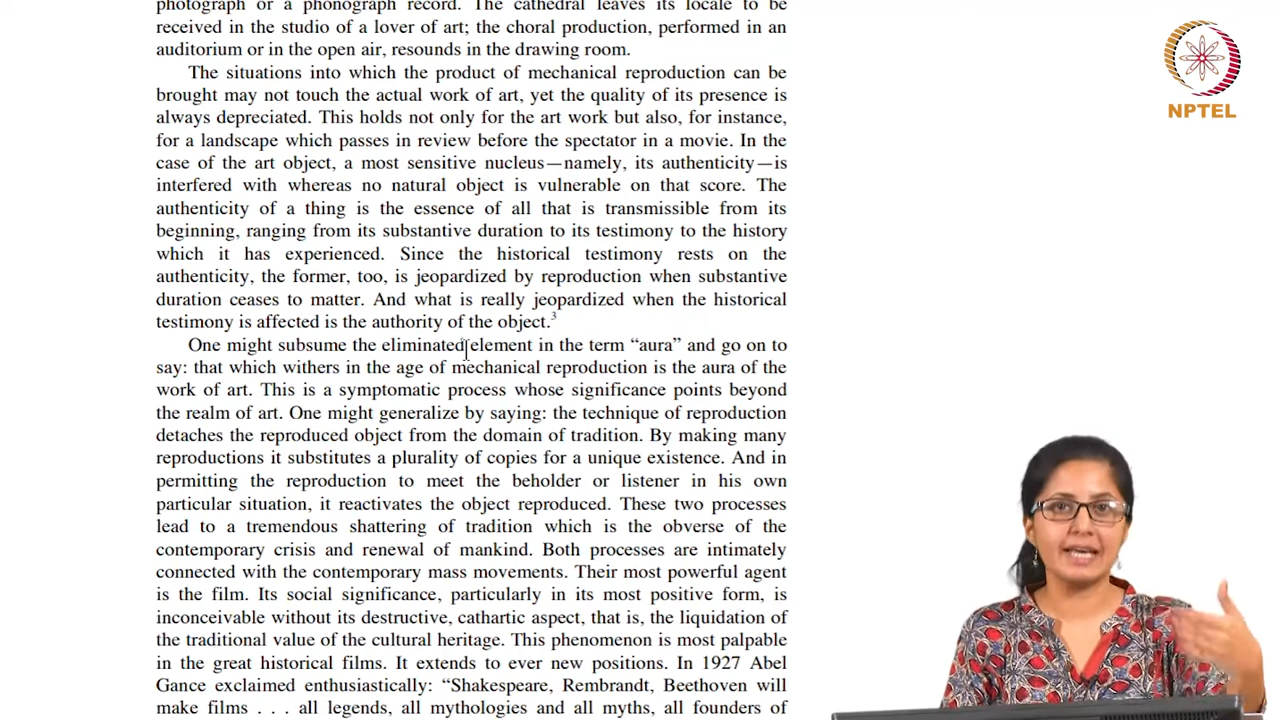 photograph or a phonograph record. The cathedral leaves its locale to be
received in the studio of a lover of art; the choral production, performed in an
auditorium or in the open air, resounds in the drawing room.
The situations into which the product of mechanical reproduction can be
brought may not touch the actual work of art, yet the quality of its presence is
always depreciated. This holds not only for the art work but also, for instance,
for a landscape which passes in review before the spectator in a movie. In the
case of the art object, a most sensitive nucleus—namely, its authenticity—is
interfered with whereas no natural object is vulnerable on that score. The
authenticity of a thing is the essence of all that is transmissible from its
beginning, ranging from its substantive duration to its testimony to the history
which it has experienced. Since the historical testimony rests on the
authenticity, the former, too, is jeopardized by reproduction when substantive
duration ceases to matter. And what is really jeopardized when the historical
testimony is affected is the authority of the object.3
One might subsume the eliminated element in the term “aura” and go on to
say: that which withers in the age of mechanical reproduction is the aura of the
work of art. This is a symptomatic process whose significance points beyond
the realm of art. One might generalize by saying: the technique of reproduction
detaches the reproduced object from the domain of tradition. By making many
reproductions it substitutes a plurality of copies for a unique existence. And in
permitting the reproduction to meet the beholder or listener in his own
particular situation, it reactivates the object reproduced. These two processes
lead to a tremendous shattering of tradition which is the obverse of the
contemporary crisis and renewal of mankind. Both processes are intimately
connected with the contemporary mass movements. Their most powerful agent
is the film. Its social significance, particularly in its most positive form, is
inconceivable without its destructive, cathartic aspect, that is, the liquidation of
the traditional value of the cultural heritage. This phenomenon is most palpable
in the great historical films. It extends to ever new positions. In 1927 Abel
Gance exclaimed enthusiastically: “Shakespeare, Rembrandt, Beethoven will
make films . . . all legends, all mythologies and all myths, all founders of
NPTEL